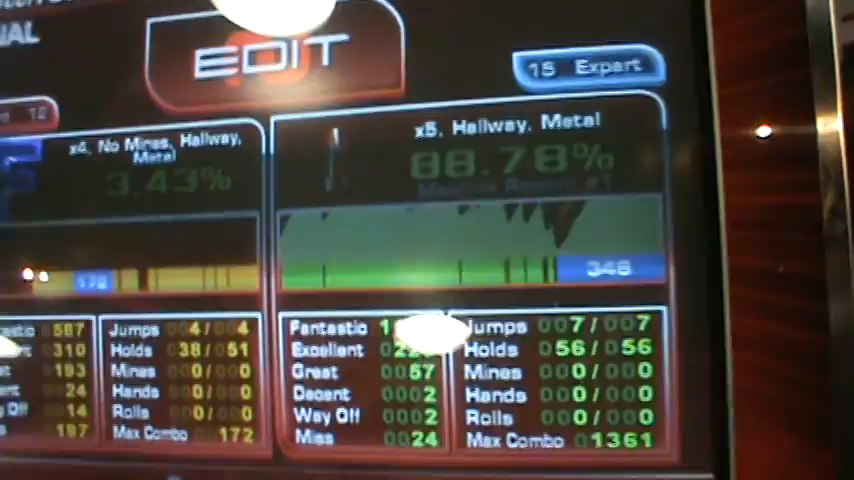 EDIT
15 Expert
12
x4, No Mines, Hallway,
Metal
3.43%
x5, Hallway, Metal
88.78%
172
346
587
310
193
24
14
197
Jumps 004/004
Holds 038/051
Mines 000/000
Hands 000/000
Rolls 000/000
Max Combo 172
Fantastic
Excellent
Great 0057
Decent 0002
Way Off 0002
Miss 0024
Jumps 007/007
Holds 056/056
Mines 000/000
Hands 000/000
Rolls 000/000
Max Combo 01361